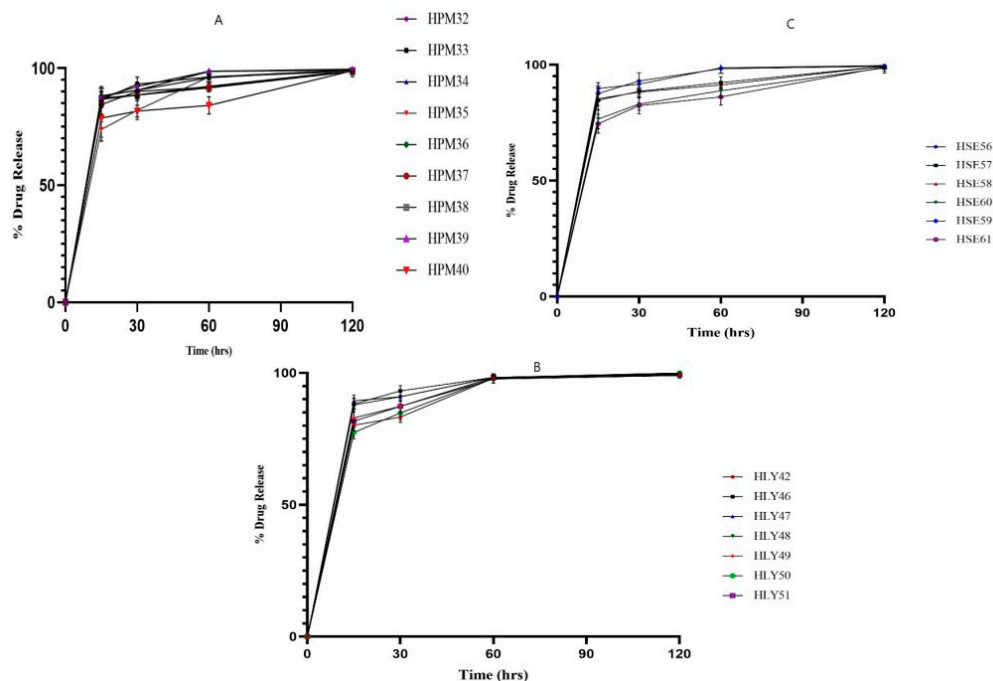 A
% Drug Release
100
50
0
0
30
60
90
120
Time (hrs)
HPM32
HPM33
HPM34
HPM35
HPM36
HPM37
HPM38
HPM39
HPM40
C
% Drug Release
100
50
0
0
30
60
90
120
Time (hrs)
HSE56
HSE57
HSE58
HSE60
HSE59
HSE61
B
% Drug Release
100
50
0
0
30
60
90
120
Time (hrs)
HLY42
HLY46
HLY47
HLY48
HLY49
HLY50
HLY51